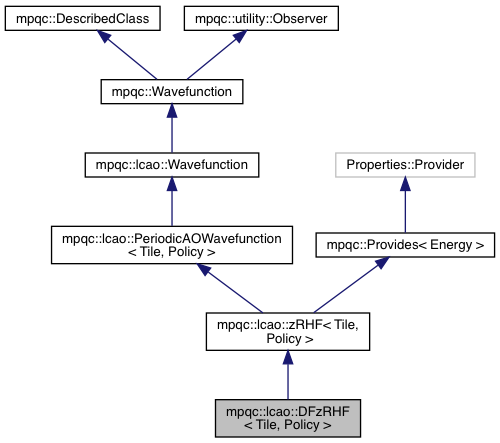 mpqc::DescribedClass
mpqc::utility::Observer
mpqc::Wavefunction
mpqc::lcao::Wavefunction
Properties::Provider
mpqc::lcao::PeriodicAOWavefunction
< Tile, Policy >
mpqc::Provides< Energy >
mpqc::lcao::zRHF< Tile,
Policy >
mpqc::lcao::DFzRHF
< Tile, Policy >